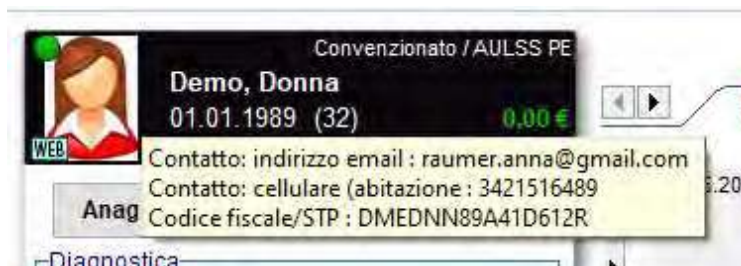 Convenzionato / AULSS PE
Demo, Donna
01.01.1989 (32)
0,00 €
WEB
Contatto: indirizzo email : raumer.anna@gmail.com
Contatto: cellulare (abitazione : 3421516489
Codice fiscale/STP : DMEDNN89A41D612R
Anag
.20
Diagnostica